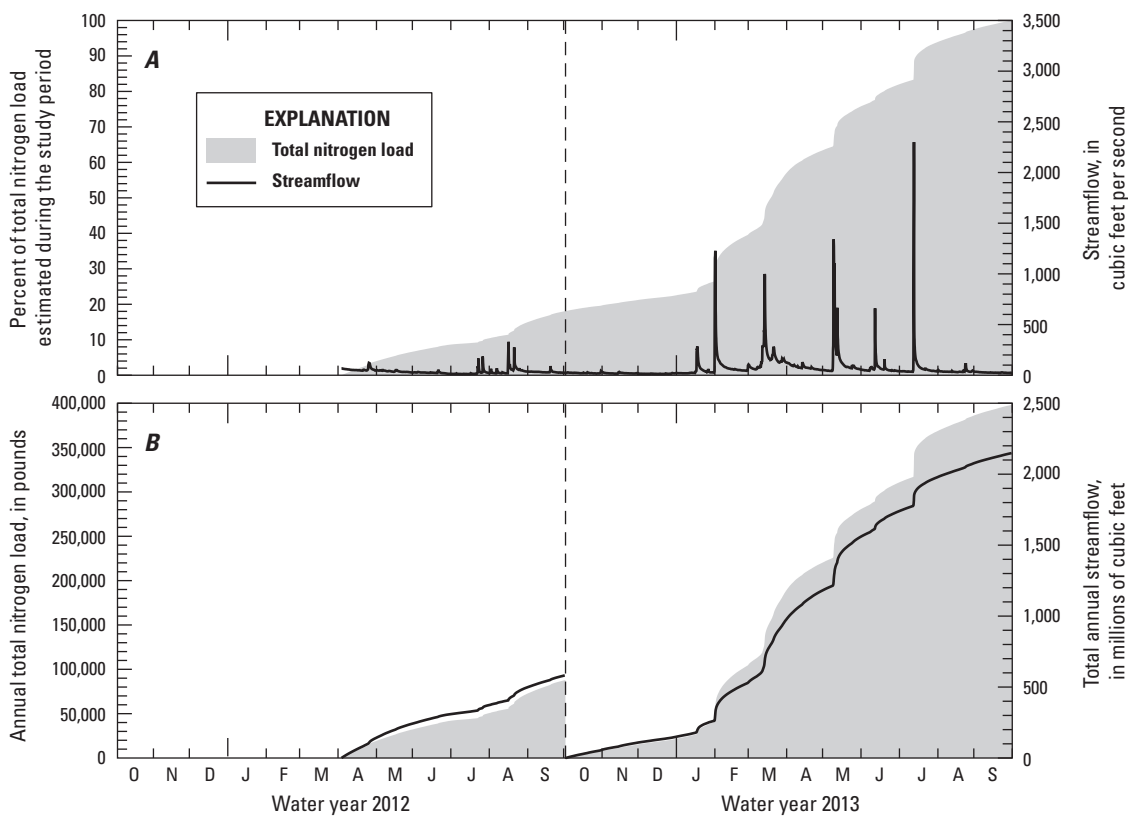 A
Percent of total nitrogen load
estimated during the study period
100
90
80
70
60
50
40
30
20
10
0
EXPLANATION
Total nitrogen load
Streamflow
3,500
3,000
2,500
2,000
1,500
1,000
500
0
Streamflow, in
cubic feet per second
B
Annual total nitrogen load, in pounds
400,000
350,000
300,000
250,000
200,000
150,000
100,000
50,000
0
2,500
2,000
1,500
1,000
500
0
Total annual streamflow,
in millions of cubic feet
O N D J F M A M J J A S O N D J F M A M J J A S
Water year 2012 Water year 2013